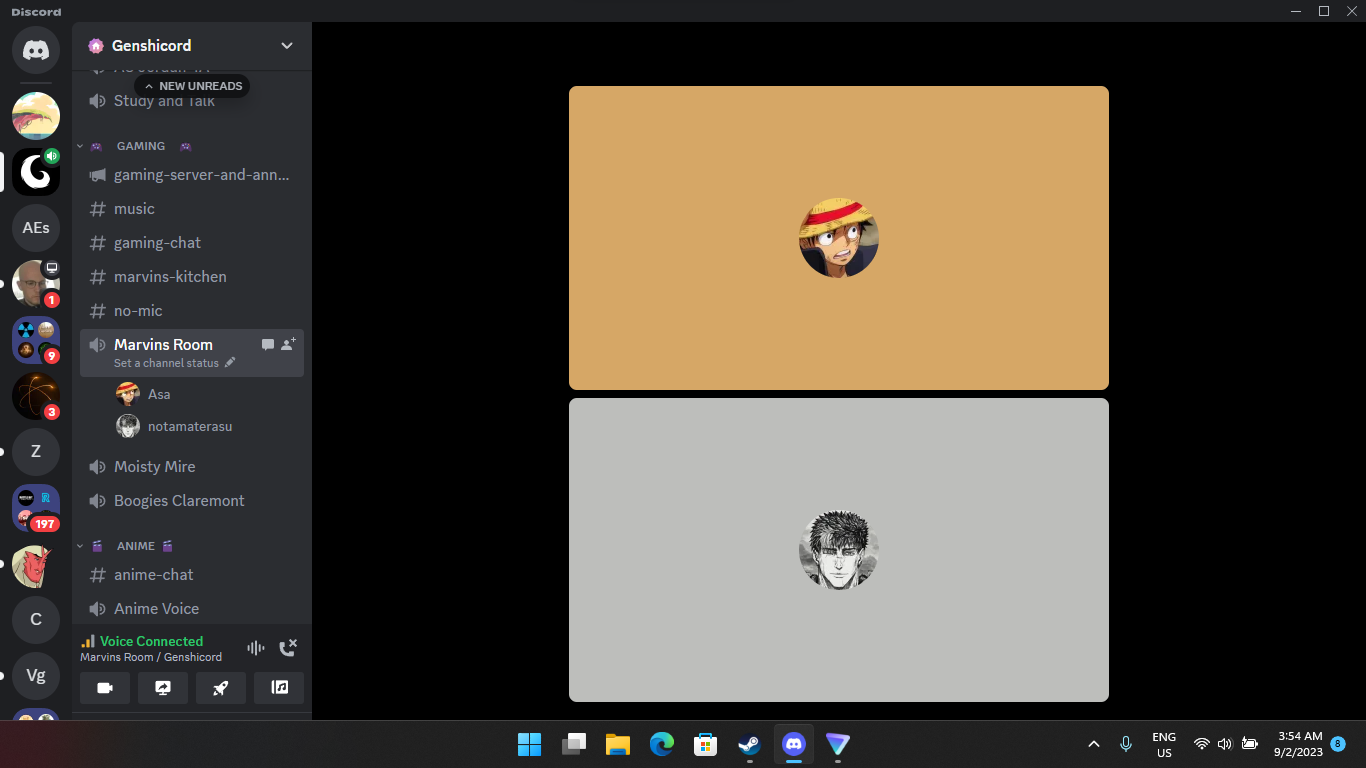 Discord
Genshicord
NEW UNREADS
Study and Talk
GAMING
gaming-server-and-ann...
music
gaming-chat
marvins-kitchen
no-mic
Marvins Room
Set a channel status
Asa
notamaterasu
Moisty Mire
Boogies Claremont
ANIME
anime-chat
Anime Voice
Voice Connected
Marvins Room / Genshicord
AEs
1
9
3
Z
R
197
C
Vg
ENG
US
3:54 AM
9/2/2023
8